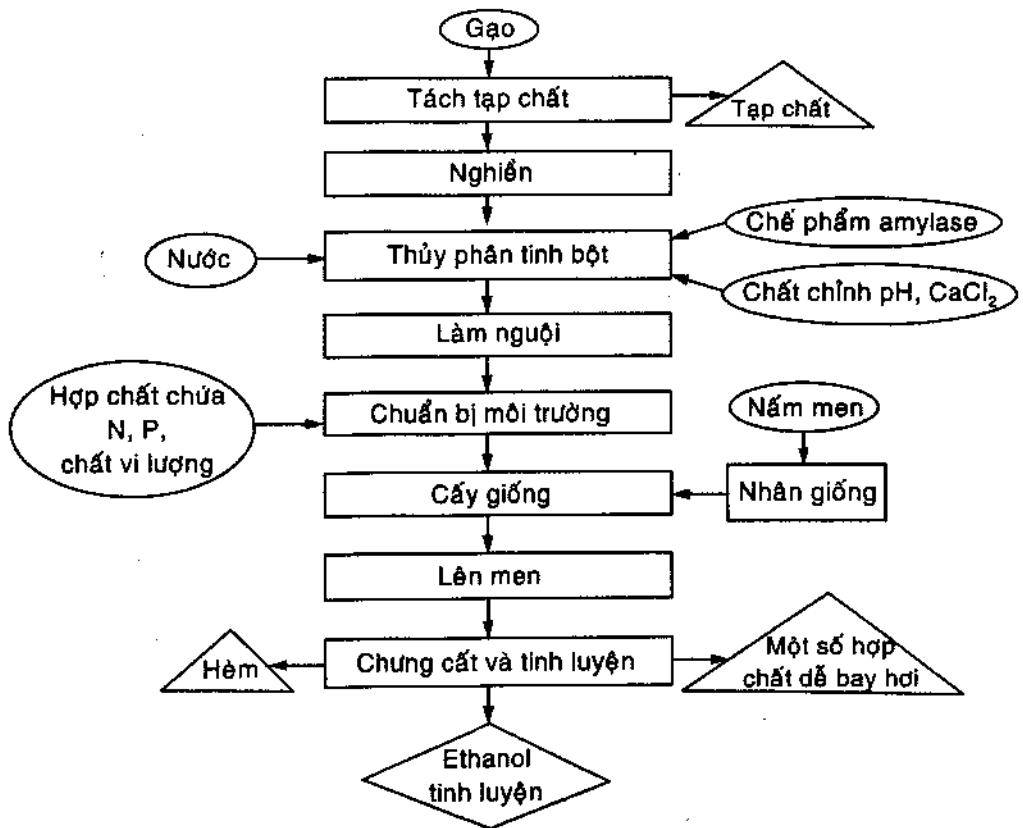 Gạo
Tách tạp chất
Tạp chất
Nghiền
Chế phẩm amylase
Nước
Thủy phân tinh bột
Chất chỉnh pH, CaCl₂
Làm nguội
Hợp chất chứa
N, P,
chất vi lượng
Chuẩn bị môi trường
Nấm men
Cấy giống
Nhân giống
Lên men
Hèm
Chưng cất và tinh luyện
Một số hợp
chất dễ bay hơi
Ethanol
tinh luyện